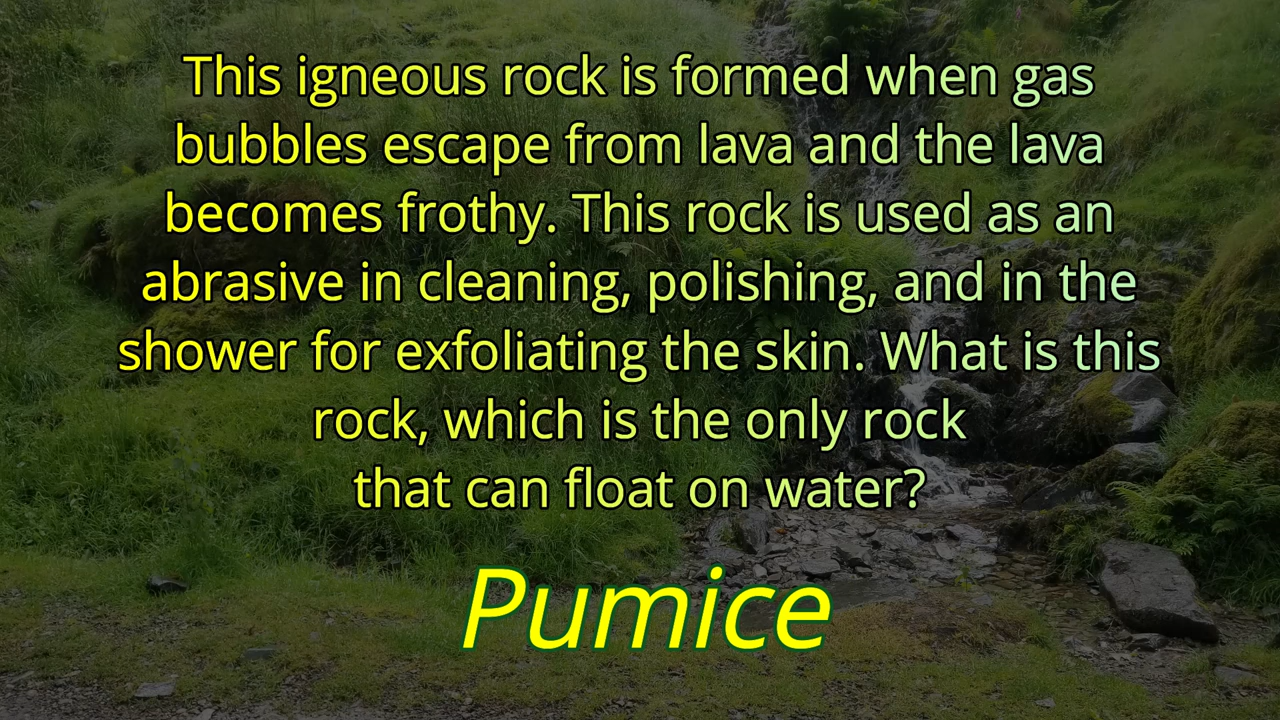 This igneous rock is formed when gas
bubbles escape from lava and the lava
becomes frothy. This rock is used as an
abrasive in cleaning, polishing, and in the
shower for exfoliating the skin. What is this
rock, which is the only rock
that can float on water?
Pumice